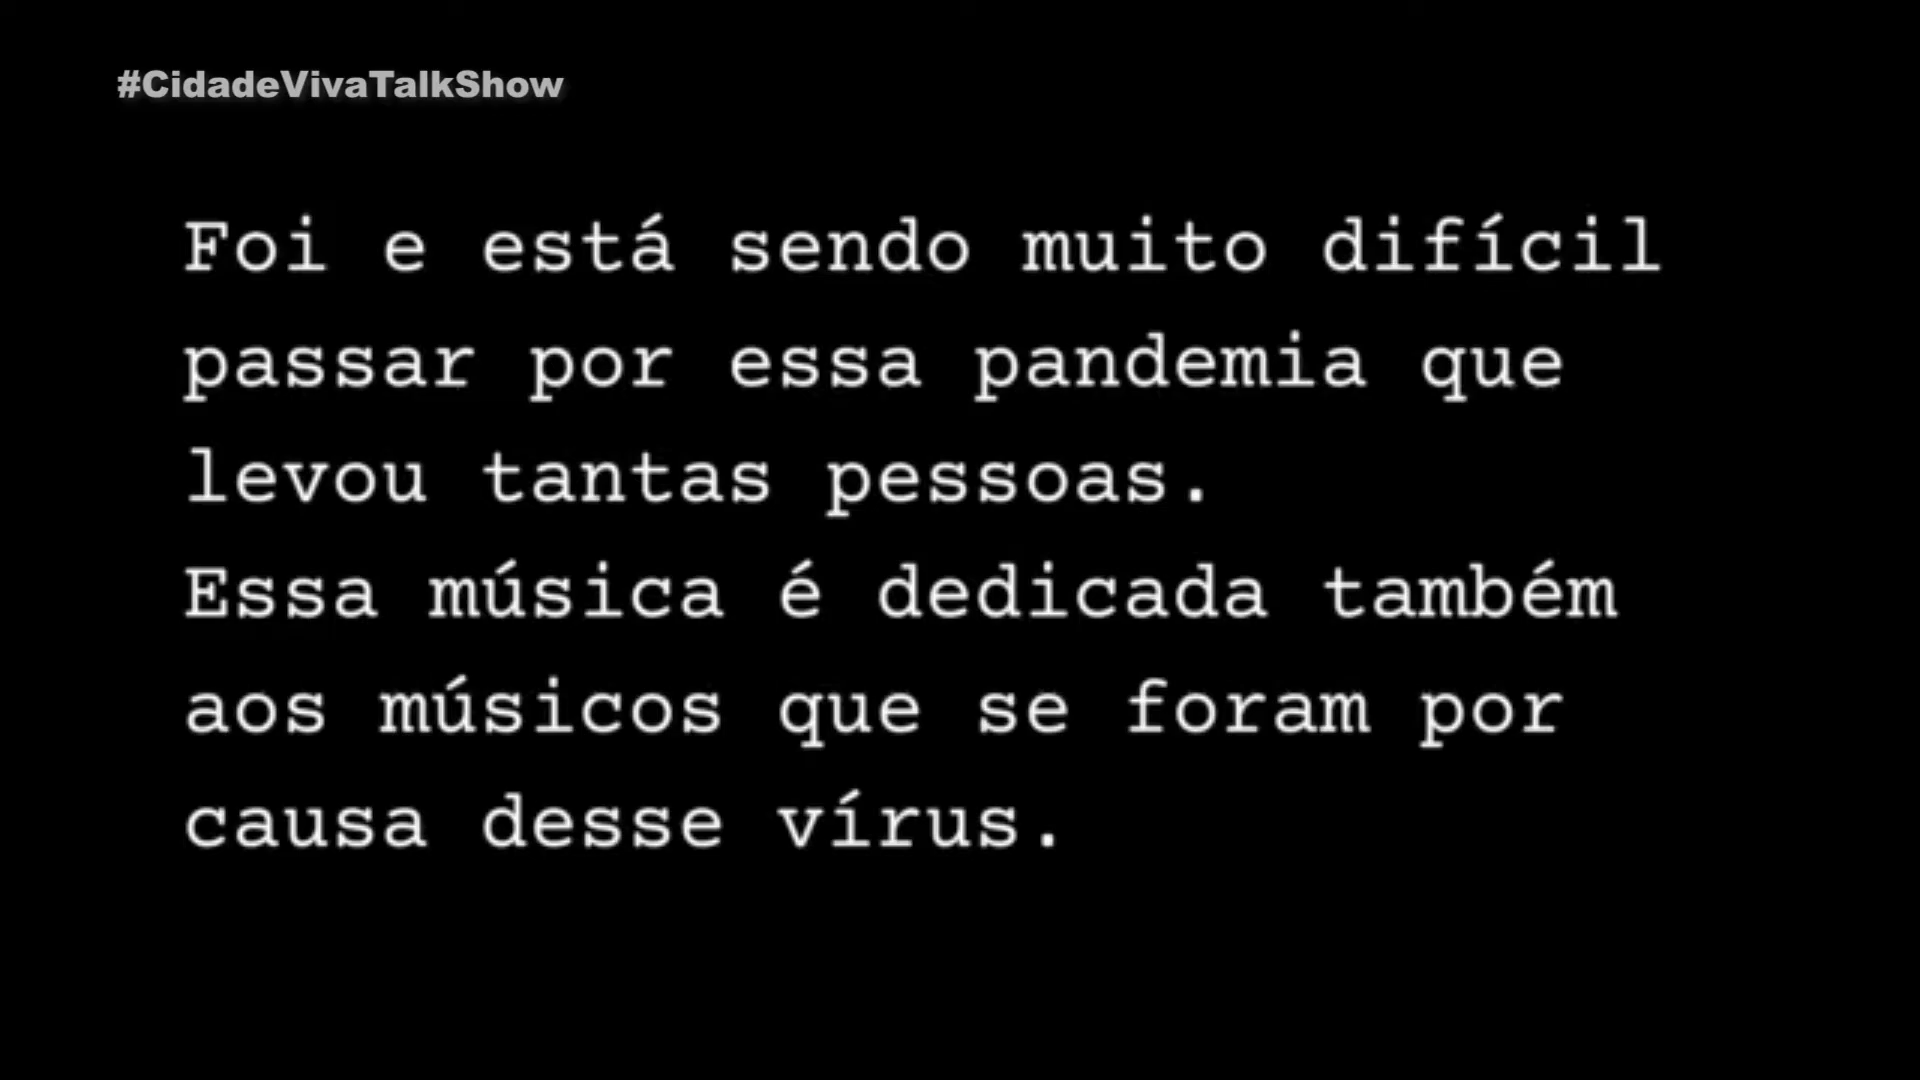 #CidadeVivaTalkShow
Foi e está sendo muito difícil
passar por essa pandemia que
levou tantas pessoas.
Essa música é dedicada também
aos músicos que se foram por
causa desse vírus.